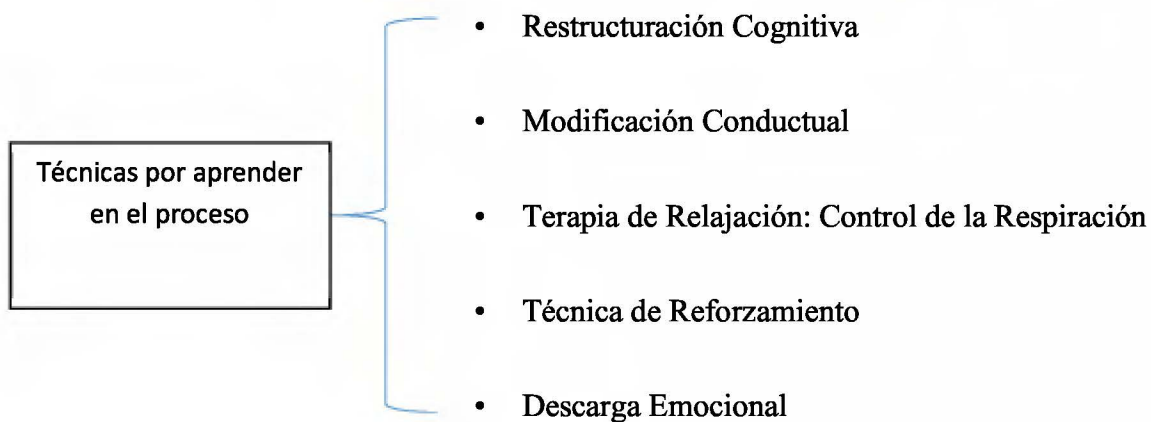 Técnicas por aprender
en el proceso
• Restructuración Cognitiva
• Modificación Conductual
• Terapia de Relajación: Control de la Respiración
• Técnica de Reforzamiento
• Descarga Emocional